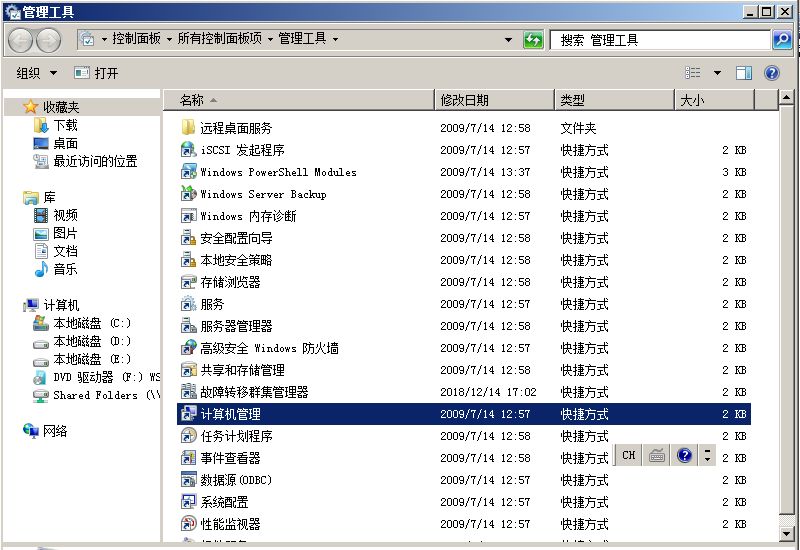 管理工具
控制面板 所有控制面板项 管理工具
搜索 管理工具
组织 打开
收藏夹
下载
桌面
最近访问的位置
库
视频
图片
文档
音乐
计算机
本地磁盘 (C:)
本地磁盘 (D:)
本地磁盘 (E:)
DVD 驱动器 (F:) WS
Shared Folders (\\
网络
名称 修改日期 类型 大小
远程桌面服务 2009/7/14 12:58 文件夹
iSCSI 发起程序 2009/7/14 12:57 快捷方式 2 KB
Windows PowerShell Modules 2009/7/14 13:37 快捷方式 3 KB
Windows Server Backup 2009/7/14 12:58 快捷方式 2 KB
Windows 内存诊断 2009/7/14 12:57 快捷方式 2 KB
安全配置向导 2009/7/14 12:58 快捷方式 2 KB
本地安全策略 2009/7/14 12:58 快捷方式 2 KB
存储浏览器 2009/7/14 12:58 快捷方式 2 KB
服务 2009/7/14 12:57 快捷方式 2 KB
服务器管理器 2009/7/14 12:58 快捷方式 2 KB
高级安全 Windows 防火墙 2009/7/14 12:57 快捷方式 2 KB
共享和存储管理 2009/7/14 12:58 快捷方式 2 KB
故障转移群集管理器 2018/12/14 17:02 快捷方式 2 KB
计算机管理 2009/7/14 12:57 快捷方式 2 KB
任务计划程序 2009/7/14 12:58 快捷方式 2 KB
事件查看器 2009/7/14 12:58 快捷方式 2 KB
数据源(ODBC) 2009/7/14 12:57 快捷方式 2 KB
系统配置 2009/7/14 12:57 快捷方式 2 KB
性能监视器 2009/7/14 12:57 快捷方式 2 KB
CH